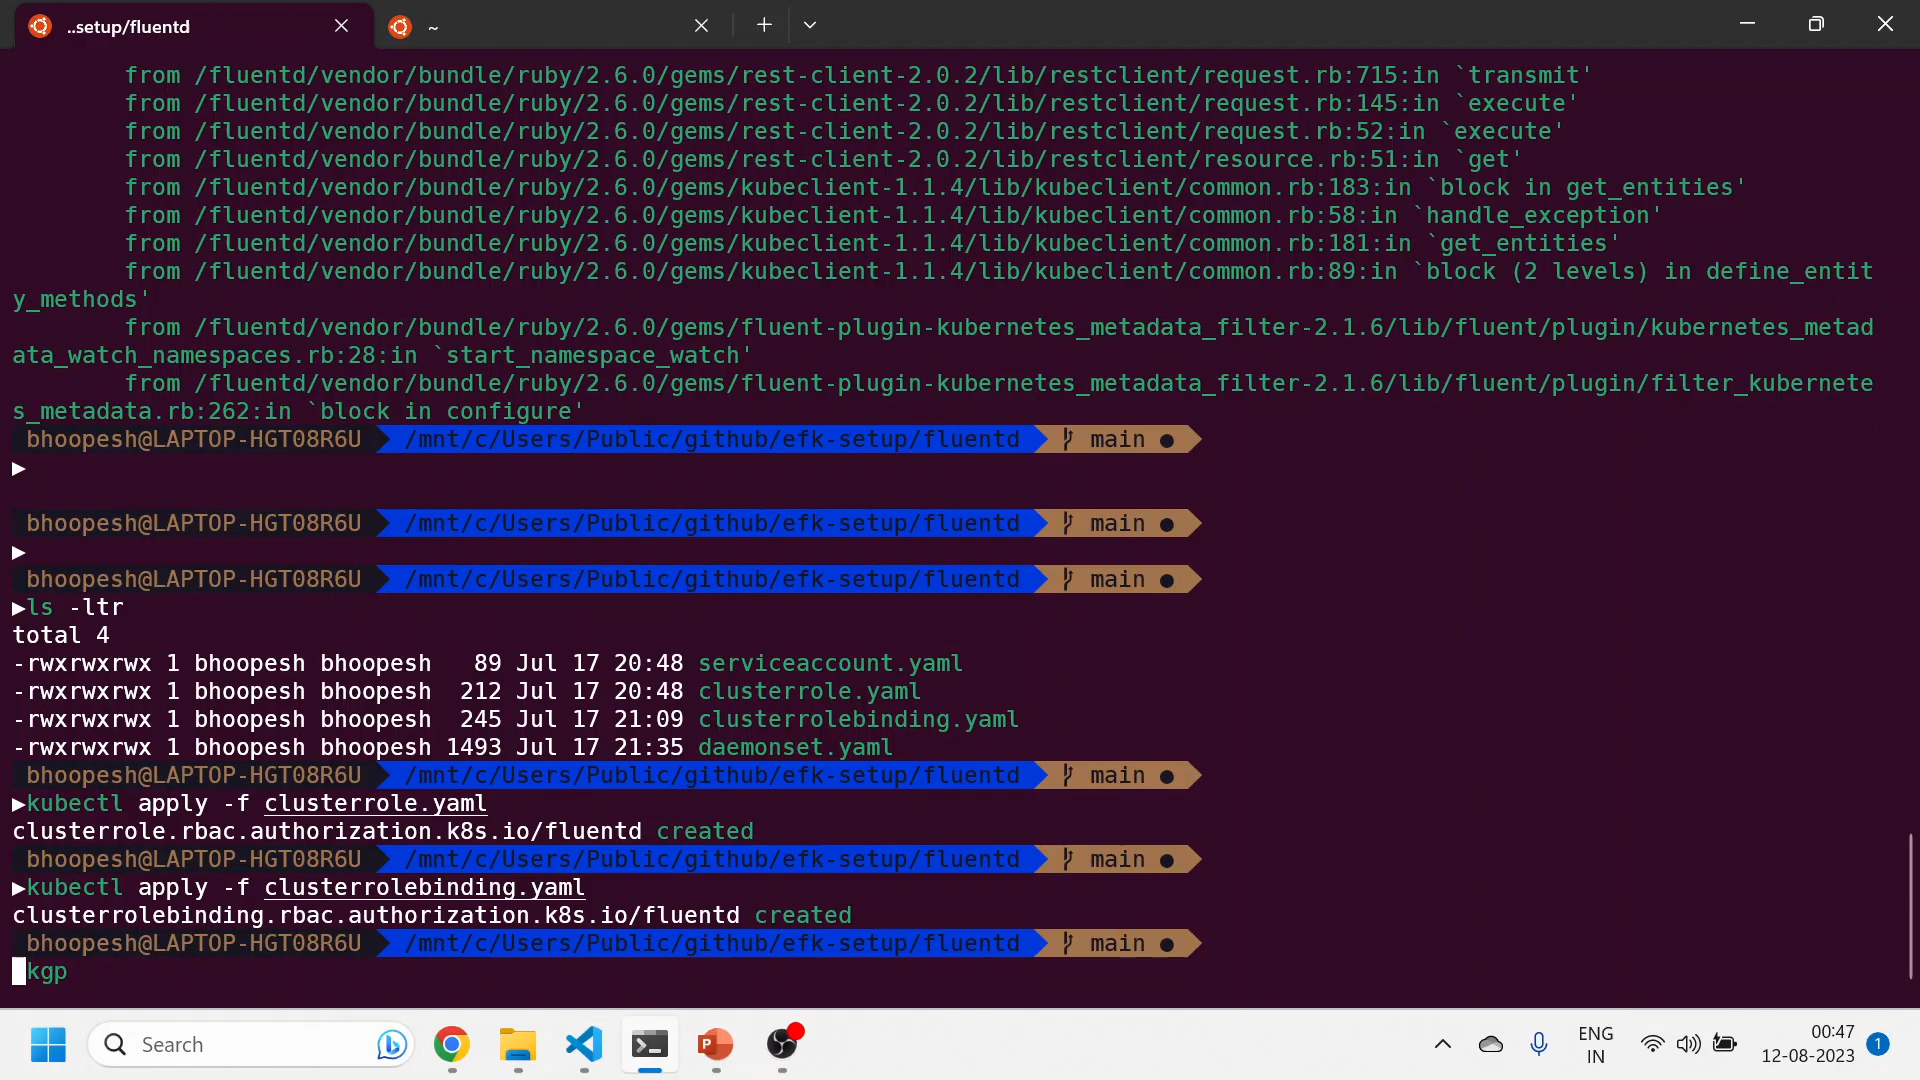 ..setup/fluentd
~
from /fluentd/vendor/bundle/ruby/2.6.0/gems/rest-client-2.0.2/lib/restclient/request.rb:715:in `transmit'
from /fluentd/vendor/bundle/ruby/2.6.0/gems/rest-client-2.0.2/lib/restclient/request.rb:145:in `execute'
from /fluentd/vendor/bundle/ruby/2.6.0/gems/rest-client-2.0.2/lib/restclient/request.rb:52:in `execute'
from /fluentd/vendor/bundle/ruby/2.6.0/gems/rest-client-2.0.2/lib/restclient/resource.rb:51:in `get'
from /fluentd/vendor/bundle/ruby/2.6.0/gems/kubeclient-1.1.4/lib/kubeclient/common.rb:183:in `block in get_entities'
from /fluentd/vendor/bundle/ruby/2.6.0/gems/kubeclient-1.1.4/lib/kubeclient/common.rb:58:in `handle_exception'
from /fluentd/vendor/bundle/ruby/2.6.0/gems/kubeclient-1.1.4/lib/kubeclient/common.rb:181:in `get_entities'
from /fluentd/vendor/bundle/ruby/2.6.0/gems/kubeclient-1.1.4/lib/kubeclient/common.rb:89:in `block (2 levels) in define_entit
y_methods'
from /fluentd/vendor/bundle/ruby/2.6.0/gems/fluent-plugin-kubernetes_metadata_filter-2.1.6/lib/fluent/plugin/kubernetes_metad
ata_watch_namespaces.rb:28:in `start_namespace_watch'
from /fluentd/vendor/bundle/ruby/2.6.0/gems/fluent-plugin-kubernetes_metadata_filter-2.1.6/lib/fluent/plugin/filter_kubernete
s_metadata.rb:262:in `block in configure'
bhoopesh@LAPTOP-HGT08R6U /mnt/c/Users/Public/github/efk-setup/fluentd main ●
▶
bhoopesh@LAPTOP-HGT08R6U /mnt/c/Users/Public/github/efk-setup/fluentd main ●
▶
bhoopesh@LAPTOP-HGT08R6U /mnt/c/Users/Public/github/efk-setup/fluentd main ●
▶ls -ltr
total 4
-rwxrwxrwx 1 bhoopesh bhoopesh   89 Jul 17 20:48 serviceaccount.yaml
-rwxrwxrwx 1 bhoopesh bhoopesh  212 Jul 17 20:48 clusterrole.yaml
-rwxrwxrwx 1 bhoopesh bhoopesh  245 Jul 17 21:09 clusterrolebinding.yaml
-rwxrwxrwx 1 bhoopesh bhoopesh 1493 Jul 17 21:35 daemonset.yaml
bhoopesh@LAPTOP-HGT08R6U /mnt/c/Users/Public/github/efk-setup/fluentd main ●
▶kubectl apply -f clusterrole.yaml
clusterrole.rbac.authorization.k8s.io/fluentd created
bhoopesh@LAPTOP-HGT08R6U /mnt/c/Users/Public/github/efk-setup/fluentd main ●
▶kubectl apply -f clusterrolebinding.yaml
clusterrolebinding.rbac.authorization.k8s.io/fluentd created
bhoopesh@LAPTOP-HGT08R6U /mnt/c/Users/Public/github/efk-setup/fluentd main ●
kgp
Search
ENG
IN
00:47
12-08-2023
1